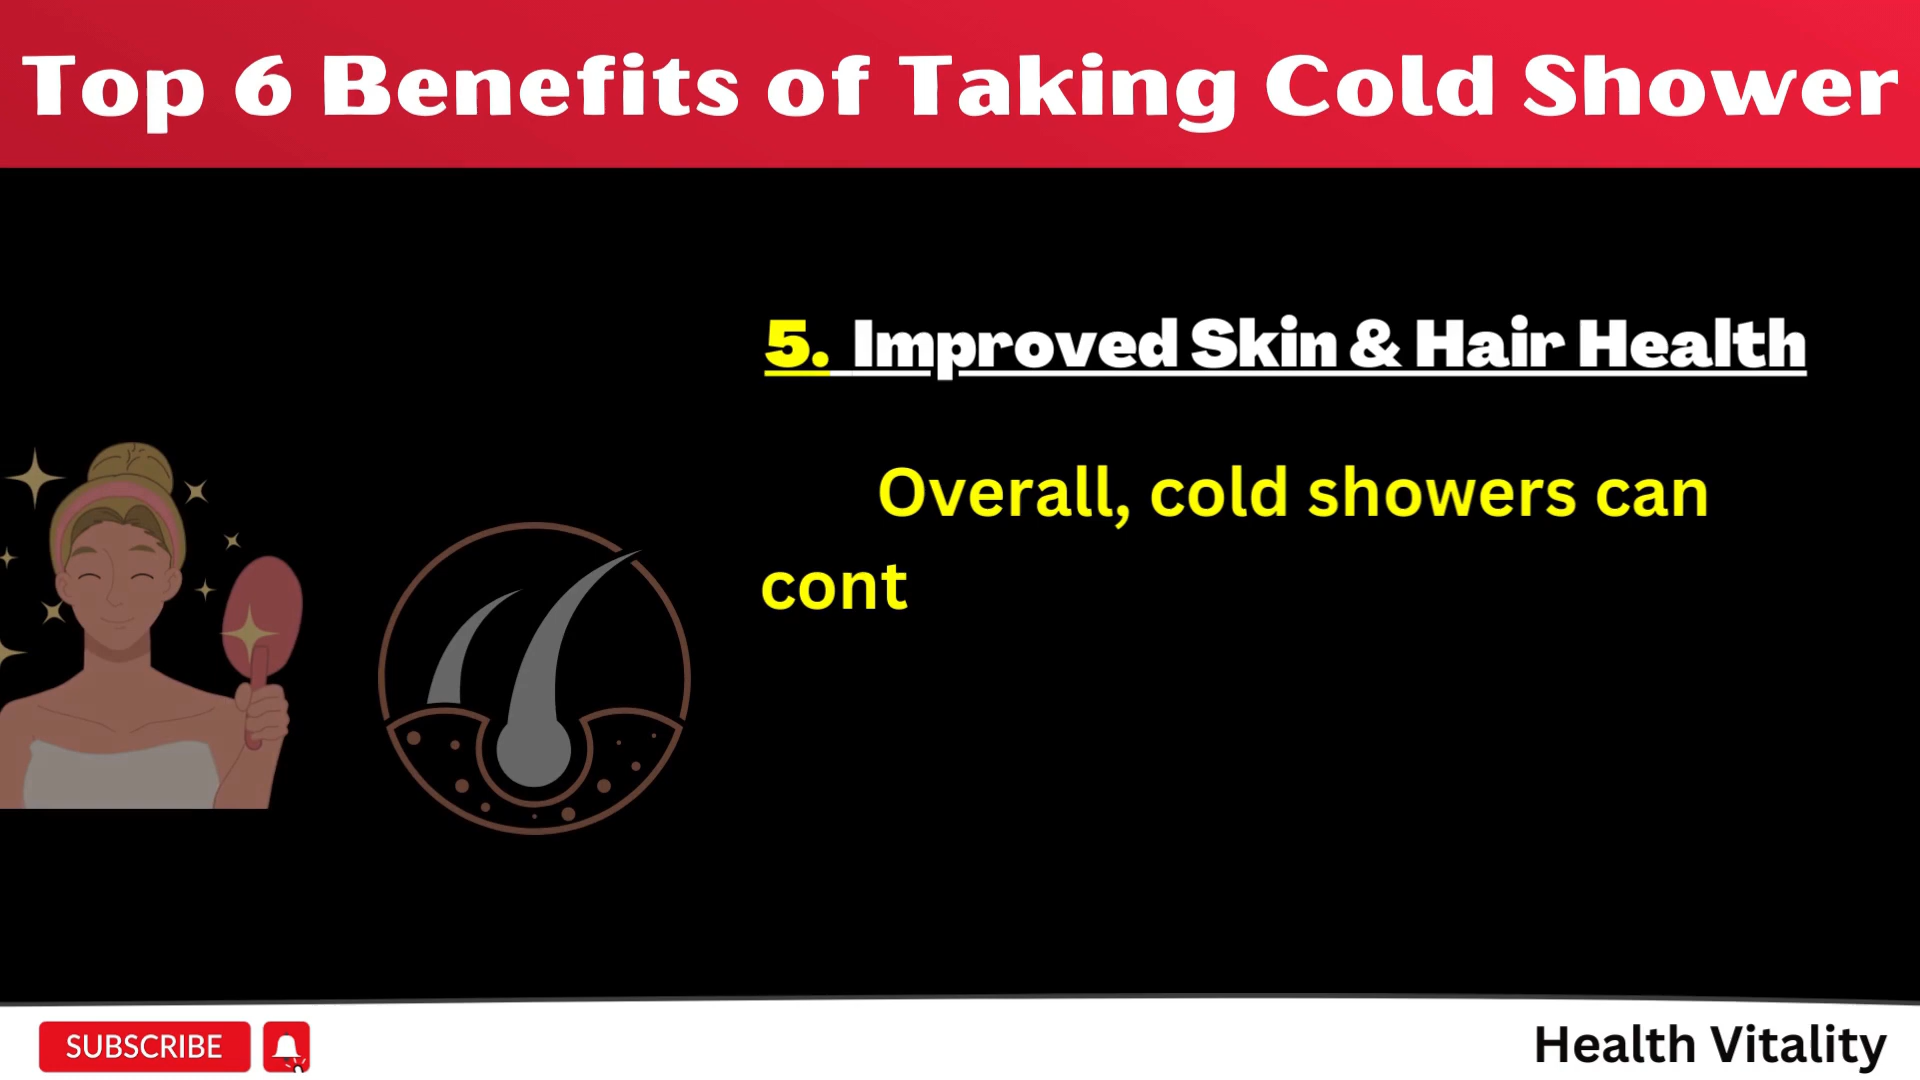 Top 6 Benefits of Taking Cold Shower
5. Improved Skin & Hair Health
Overall, cold showers can
cont
SUBSCRIBE
Health Vitality